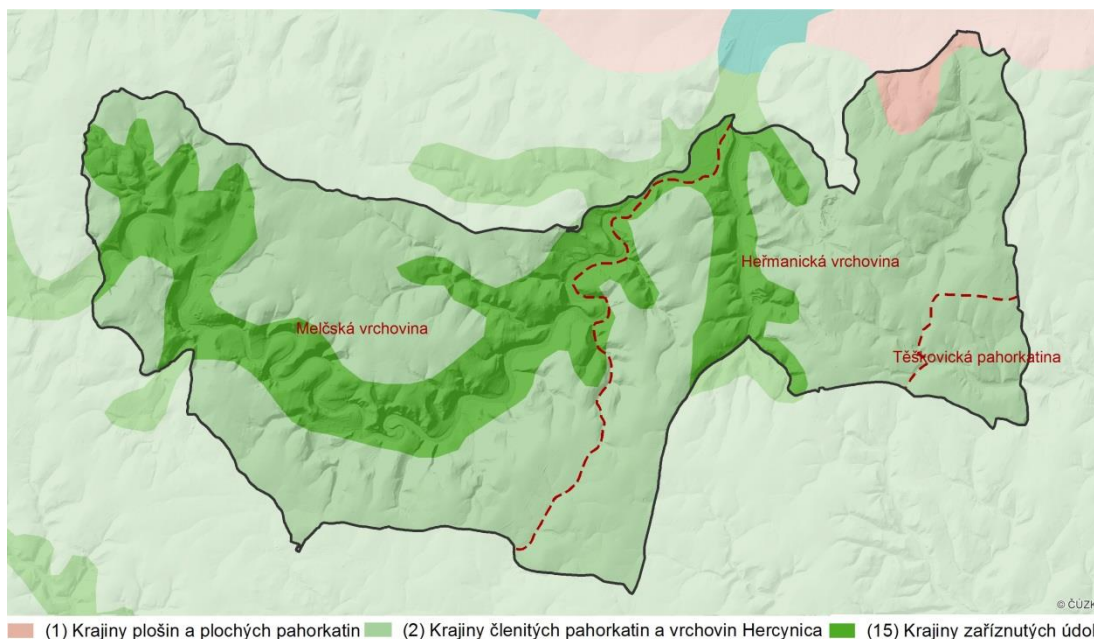 Heřmanická vrchovina
Melčská vrchovina
Těškovická pahorkatina
© ČÚZK
(1) Krajiny plošin a plochých pahorkatin (2) Krajiny členitých pahorkatin a vrchovin Hercynica (15) Krajiny zaříznutých údol